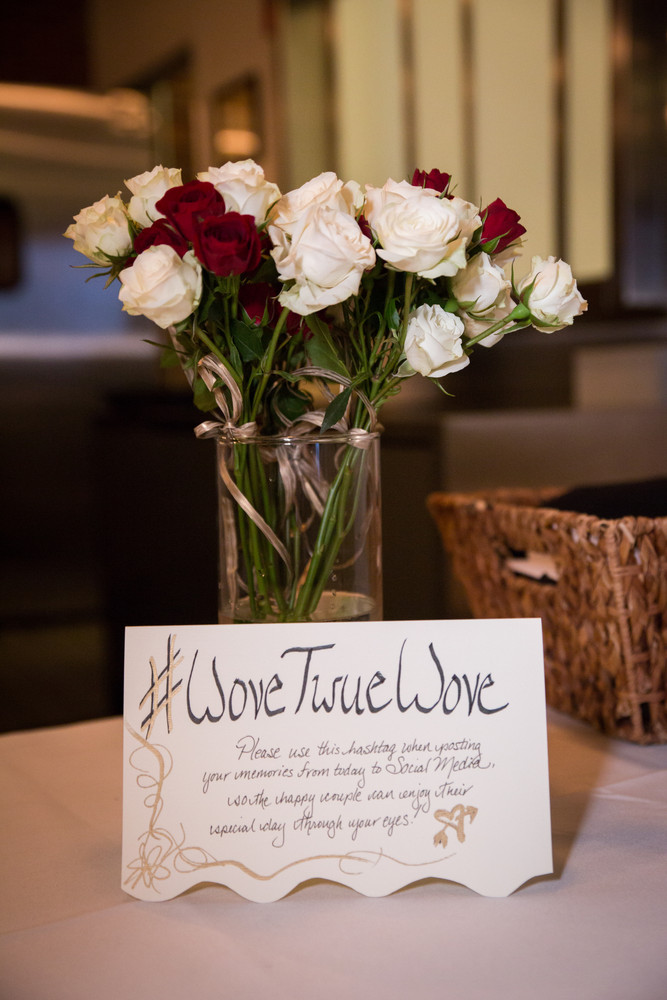 #WoveTwueWove
Please use this hashtag when posting
your memories from today to Social Media,
so the happy couple can enjoy their
special day through your eyes!